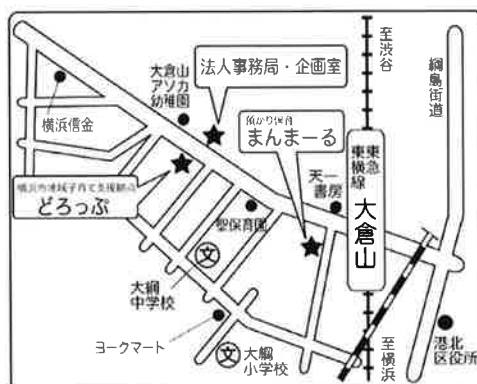 至渋谷
綱島街道
大倉山
アソカ
幼稚園
法人事務局・企画室
横浜信金
預かり保育
まんまーる
東急
東横線
大倉山
天一
書房
横浜市地域子育て支援拠点
どろっぷ
聖保育園
文
大綱
中学校
ヨークマート
文
大綱
小学校
至横浜
港北
区役所